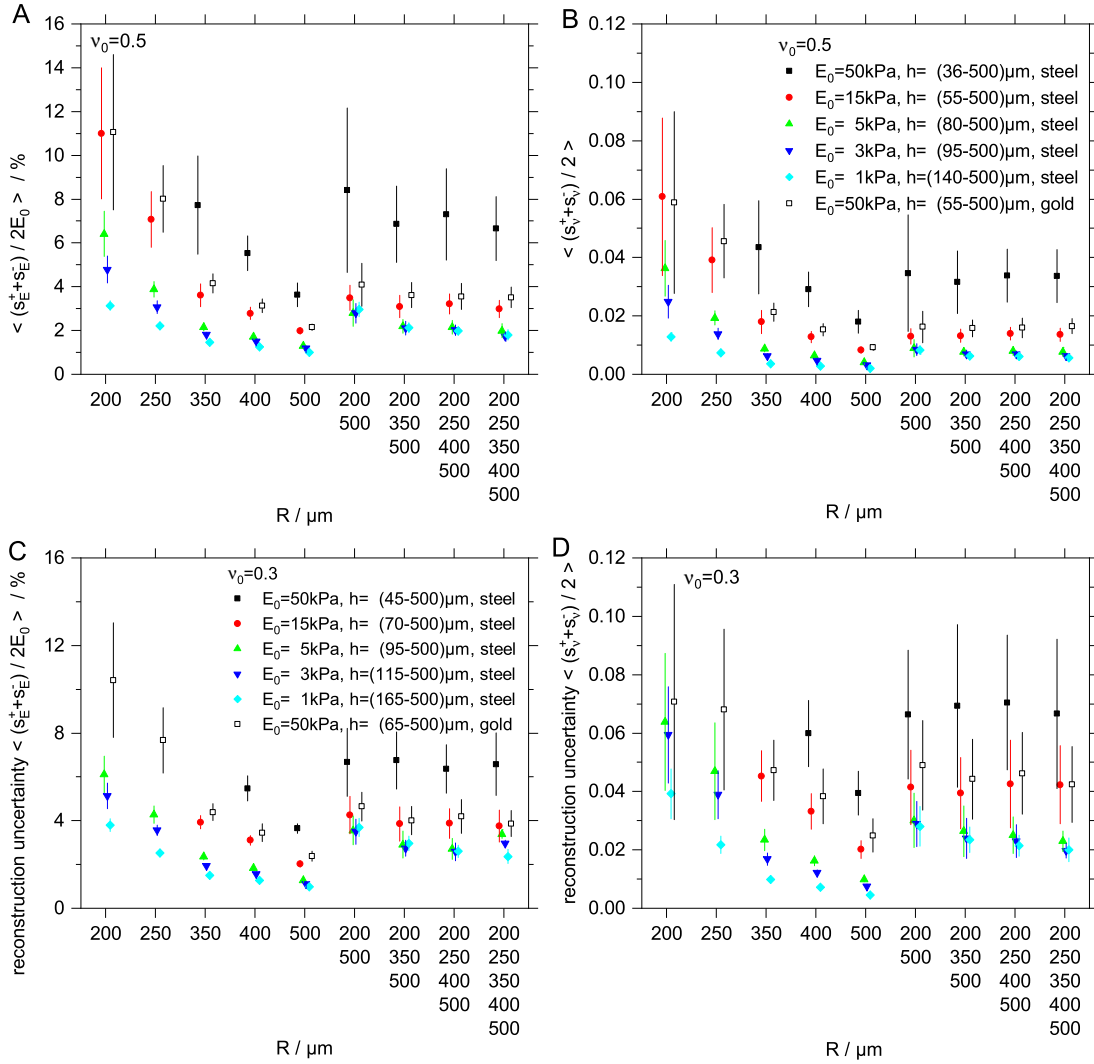 A
ν0=0.5
< (sE+ +sE-) / 2E0 > / %
16
14
12
10
8
6
4
2
0
200 250 350 400 500 200 200 200 200
500 350 250 250
500 400 350
500 400
500
R / µm
B
ν0=0.5
E0=50kPa, h= (36-500)µm, steel
E0=15kPa, h= (55-500)µm, steel
E0= 5kPa, h= (80-500)µm, steel
E0= 3kPa, h= (95-500)µm, steel
E0= 1kPa, h=(140-500)µm, steel
E0=50kPa, h= (55-500)µm, gold
< (sν+ +sν-) / 2 >
0.12
0.10
0.08
0.06
0.04
0.02
0.00
200 250 350 400 500 200 200 200 200
500 350 250 250
500 400 350
500 400
500
R / µm
C
ν0=0.3
E0=50kPa, h= (45-500)µm, steel
E0=15kPa, h= (70-500)µm, steel
E0= 5kPa, h= (95-500)µm, steel
E0= 3kPa, h=(115-500)µm, steel
E0= 1kPa, h=(165-500)µm, steel
E0=50kPa, h= (65-500)µm, gold
reconstruction uncertainty < (sE+ +sE-) / 2E0 > / %
16
12
8
4
0
200 250 350 400 500 200 200 200 200
500 350 250 250
500 400 350
500 400
500
R / µm
D
ν0=0.3
reconstruction uncertainty < (sν+ +sν-) / 2 >
0.12
0.10
0.08
0.06
0.04
0.02
0.00
200 250 350 400 500 200 200 200 200
500 350 250 250
500 400 350
500 400
500
R / µm